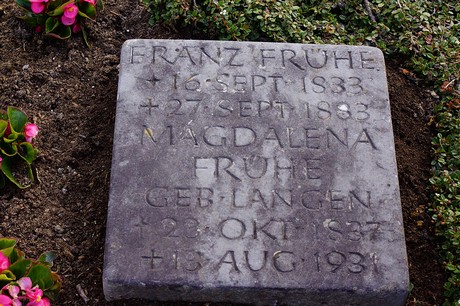 FRANZ FRÜHE
+ 16 · SEPT · 1833
+ 27 · SEPT · 1883
MAGDALENA
FRÜHE
GEB · LANGEN
+ 23 · OKT · 1837
+ 13 · AUG · 1931